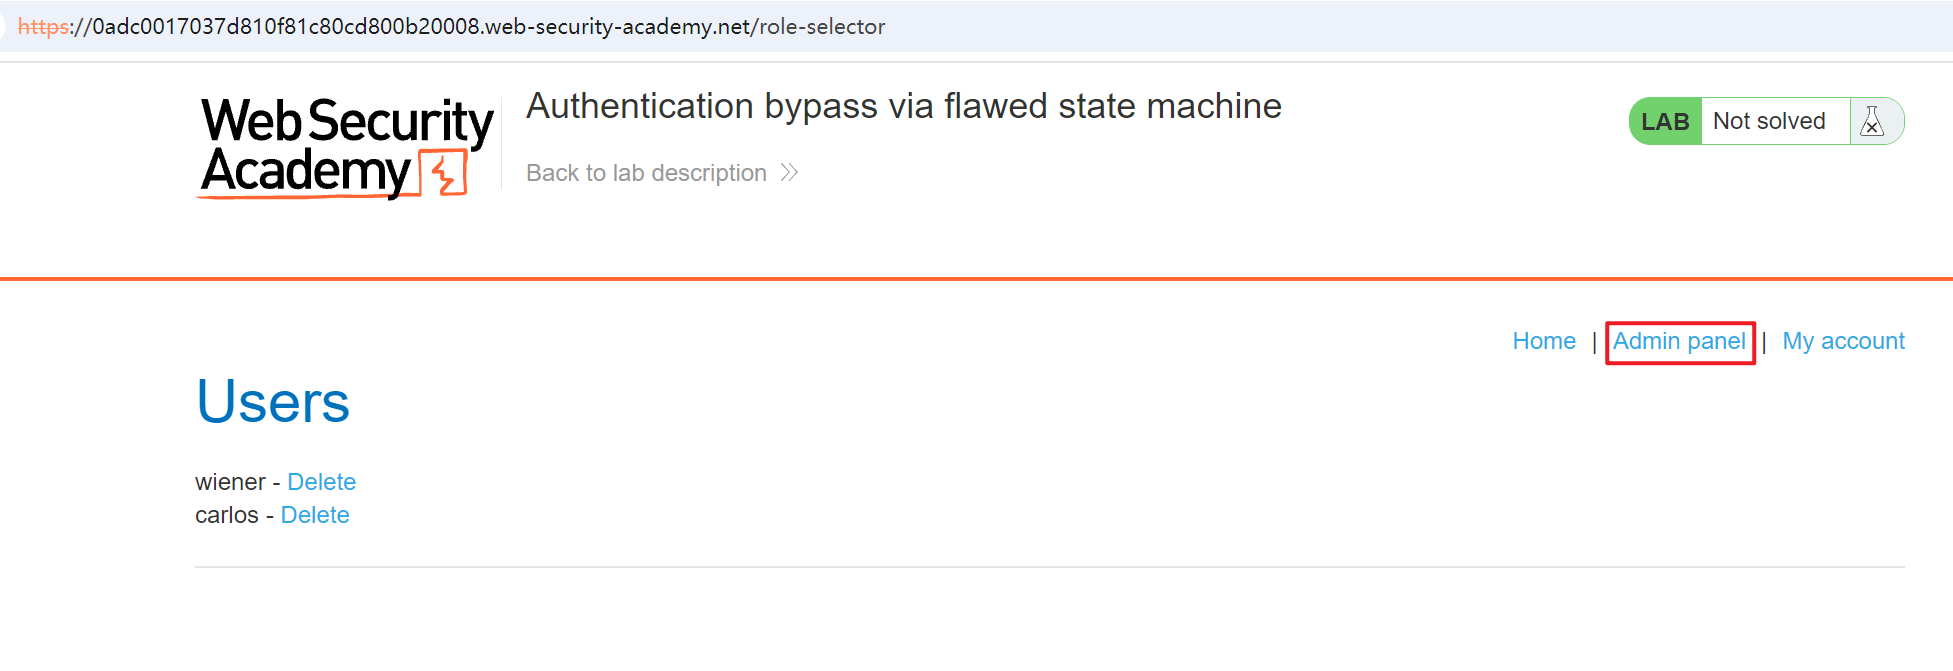 https://0adc0017037d810f81c80cd800b20008.web-security-academy.net/role-selector
Web Security
Academy
Authentication bypass via flawed state machine
Back to lab description
LAB Not solved
Home | Admin panel | My account
Users
wiener - Delete
carlos - Delete